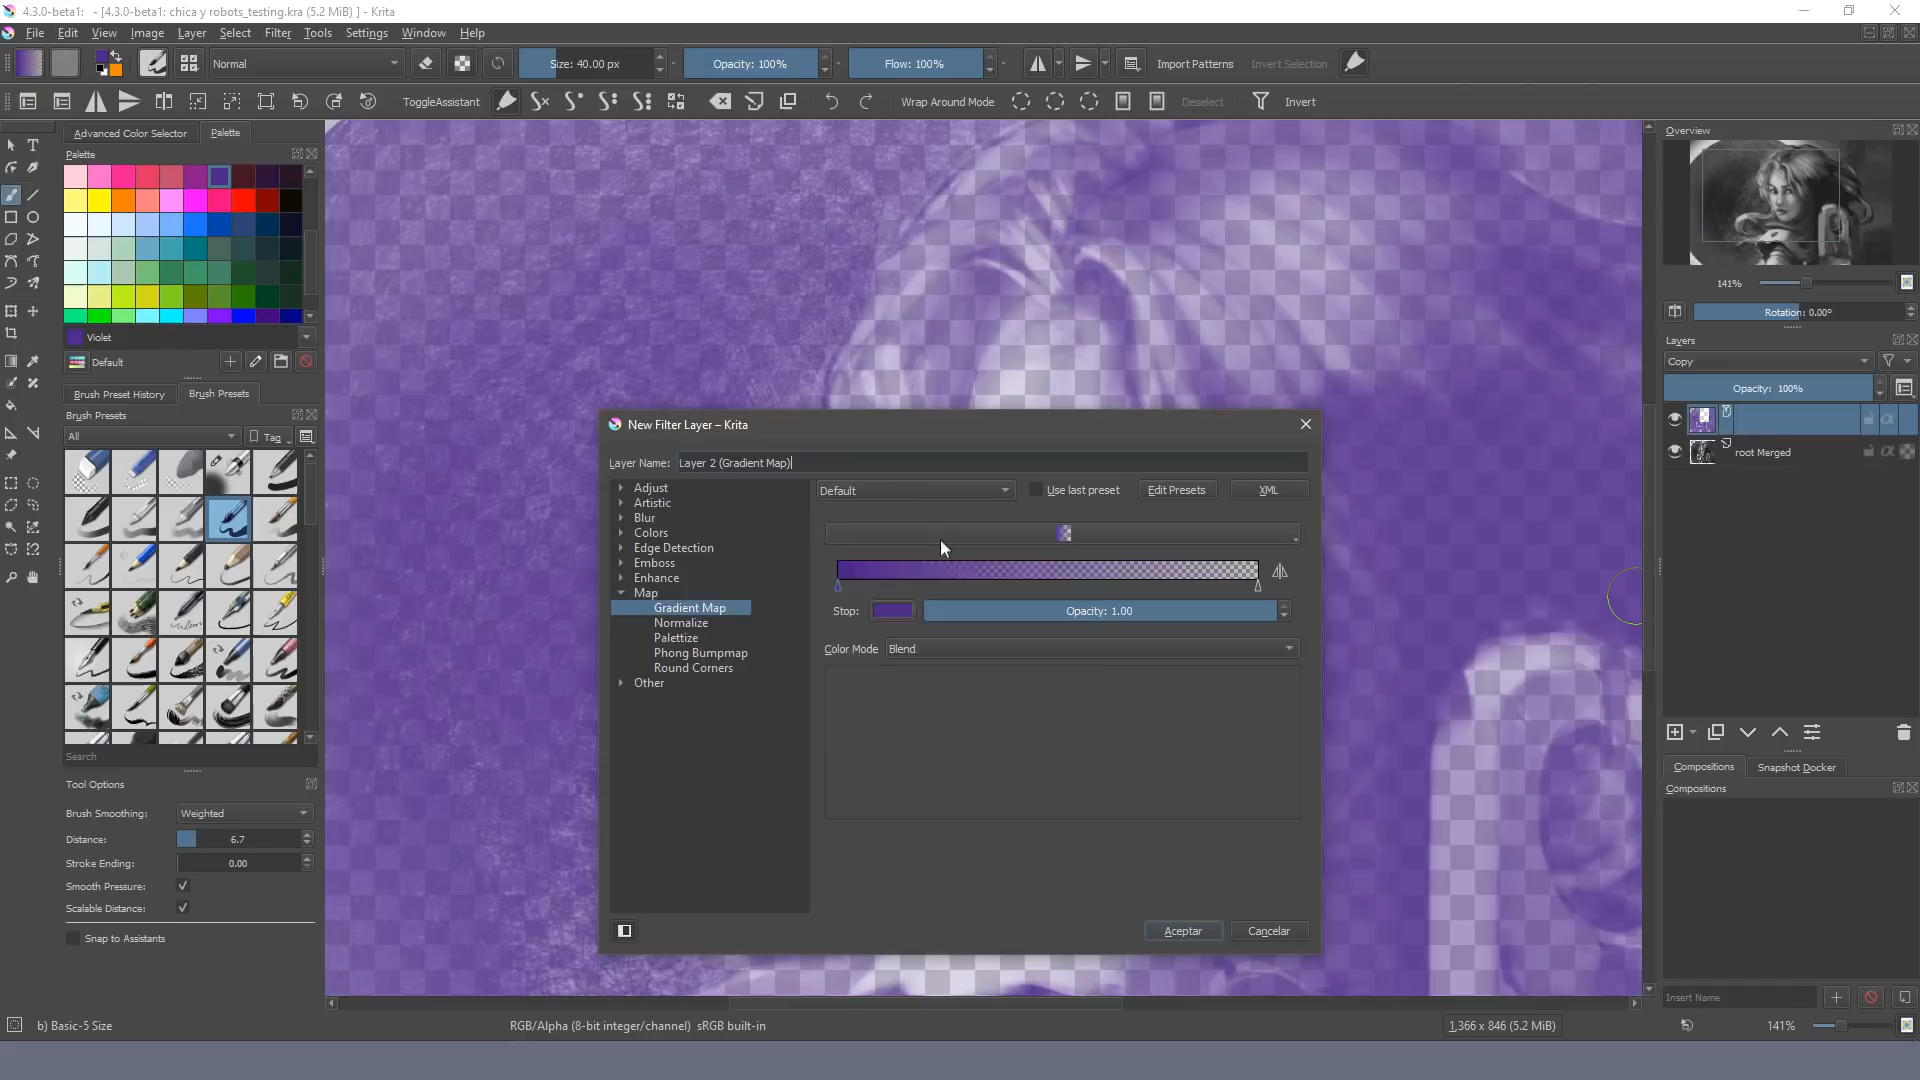 4.3.0-beta1:   - [4.3.0-beta1: chica y robots_testing.kra (5.2 MiB) ] - Krita
File Edit View Image Layer Select Filter Tools Settings Window Help
Normal Size: 40.00 px Opacity: 100% Flow: 100% Import Patterns Invert Selection
ToggleAssistant Wrap Around Mode Deselect Invert
Advanced Color Selector Palette
Palette
Violet
Default
Brush Preset History Brush Presets
Brush Presets
All Tag
Search
Tool Options
Brush Smoothing: Weighted
Distance: 6.7
Stroke Ending: 0.00
Smooth Pressure:
Scalable Distance:
Snap to Assistants
New Filter Layer – Krita
Layer Name: Layer 2 (Gradient Map)
Adjust
Artistic
Blur
Colors
Edge Detection
Emboss
Enhance
Map
Gradient Map
Normalize
Palettize
Phong Bumpmap
Round Corners
Other
Default Use last preset Edit Presets XML
Stop: Opacity: 1.00
Color Mode Blend
Aceptar Cancelar
Overview
141%
Rotation: 0.00°
Layers
Copy
Opacity: 100%
root Merged
Compositions Snapshot Docker
Compositions
Insert Name
b) Basic-5 Size RGB/Alpha (8-bit integer/channel) sRGB built-in 1,366 x 846 (5.2 MiB) 141%